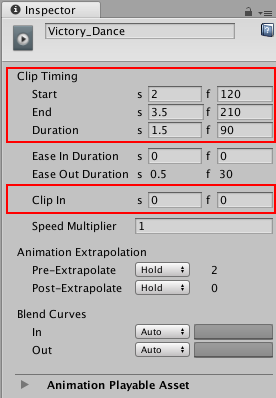 Inspector
Victory_Dance
Clip Timing
Start s 2 f 120
End s 3.5 f 210
Duration s 1.5 f 90
Ease In Duration s 0 f 0
Ease Out Duration s 0.5 f 30
Clip In s 0 f 0
Speed Multiplier 1
Animation Extrapolation
Pre-Extrapolate Hold 2
Post-Extrapolate Hold 0
Blend Curves
In Auto
Out Auto
Animation Playable Asset